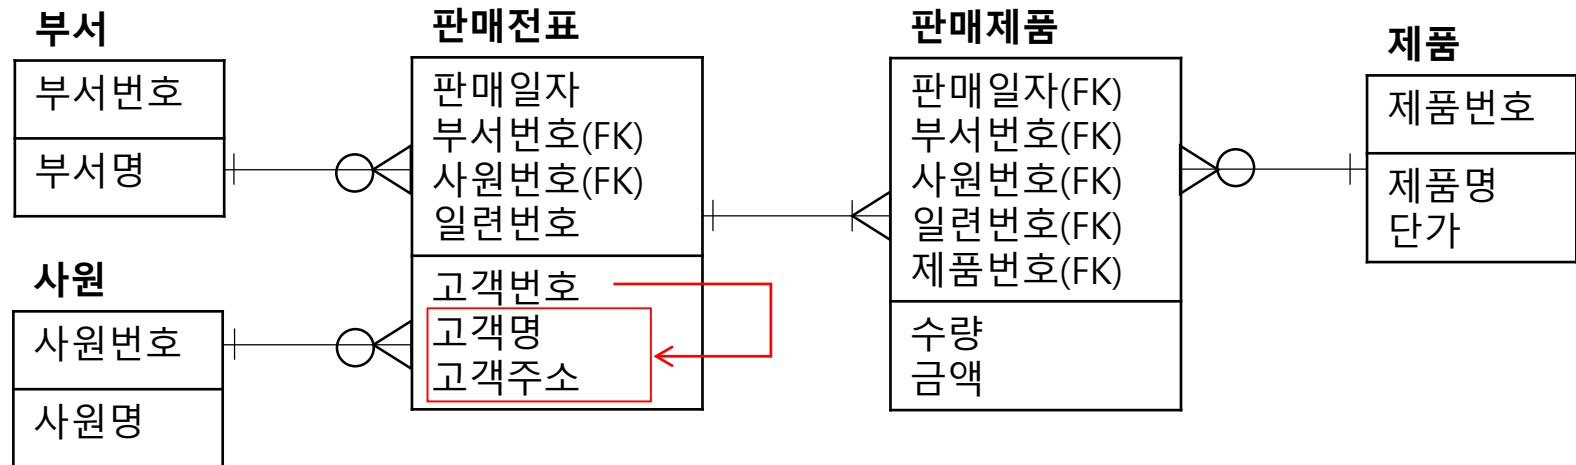 부서
부서번호
부서명
사원
사원번호
사원명
판매전표
판매일자
부서번호(FK)
사원번호(FK)
일련번호
고객번호
고객명
고객주소
판매제품
판매일자(FK)
부서번호(FK)
사원번호(FK)
일련번호(FK)
제품번호(FK)
수량
금액
제품
제품번호
제품명
단가